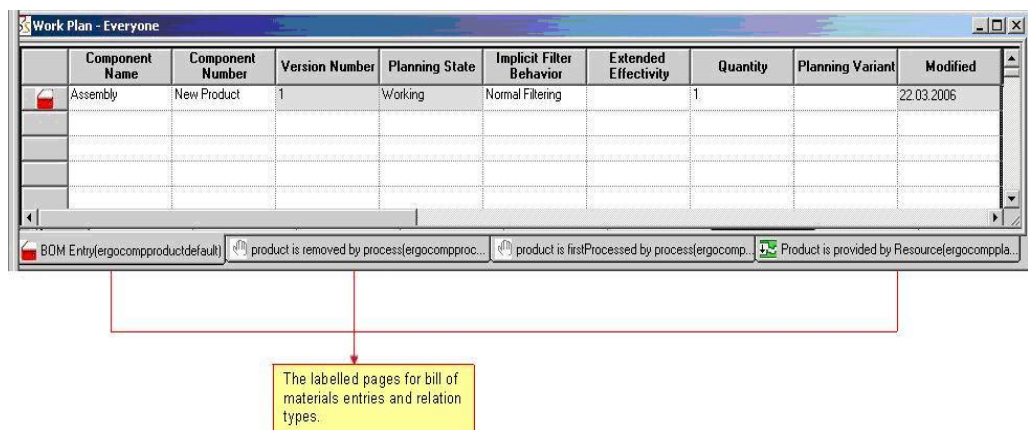 Work Plan - Everyone
Component Name Component Number Version Number Planning State Implicit Filter Behavior Extended Effectivity Quantity Planning Variant Modified
Assembly New Product 1 Working Normal Filtering 1 22.03.2006
BOM Entry(ergocompproductdefault) product is removed by process(ergocompproc... product is firstProcessed by process(ergocomp... Product is provided by Resource(ergocomppla...
The labelled pages for bill of
materials entries and relation
types.